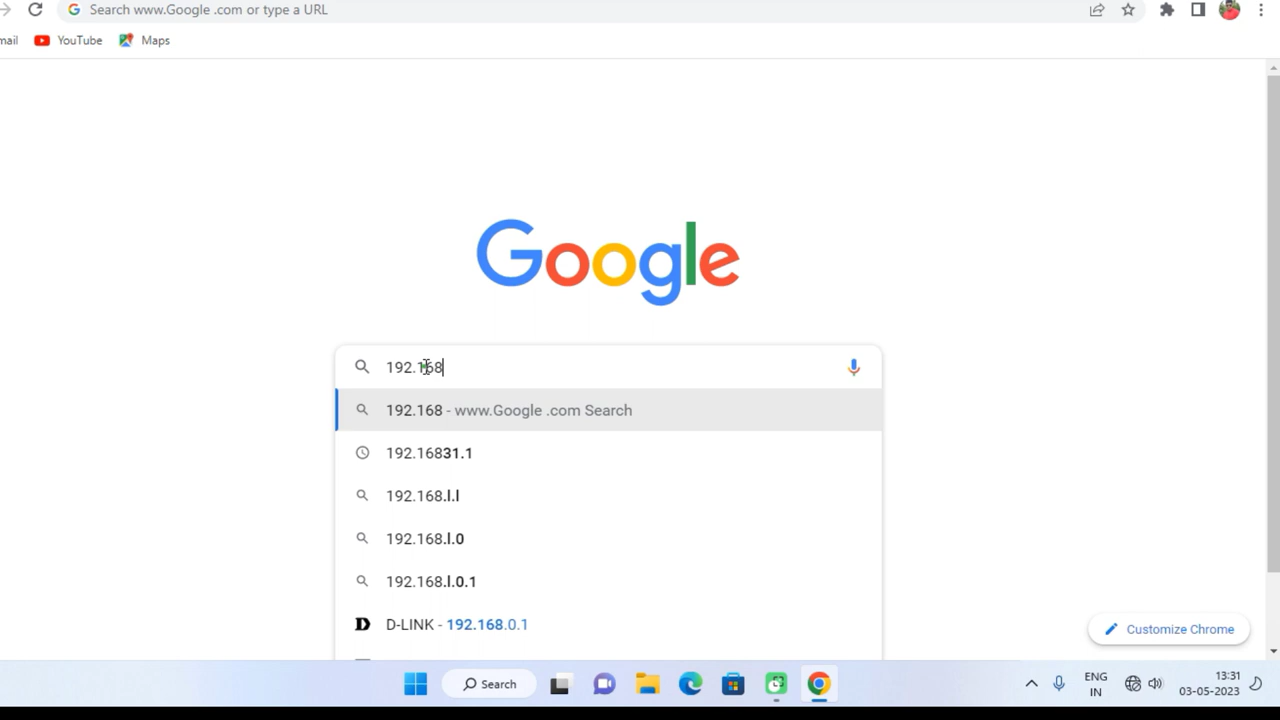 Search www.Google .com or type a URL
mail
YouTube
Maps
Google
192.168
192.168 - www.Google .com Search
192.16831.1
192.168.l.l
192.168.l.0
192.168.l.0.1
D-LINK - 192.168.0.1
Customize Chrome
Search
ENG
IN
13:31
03-05-2023